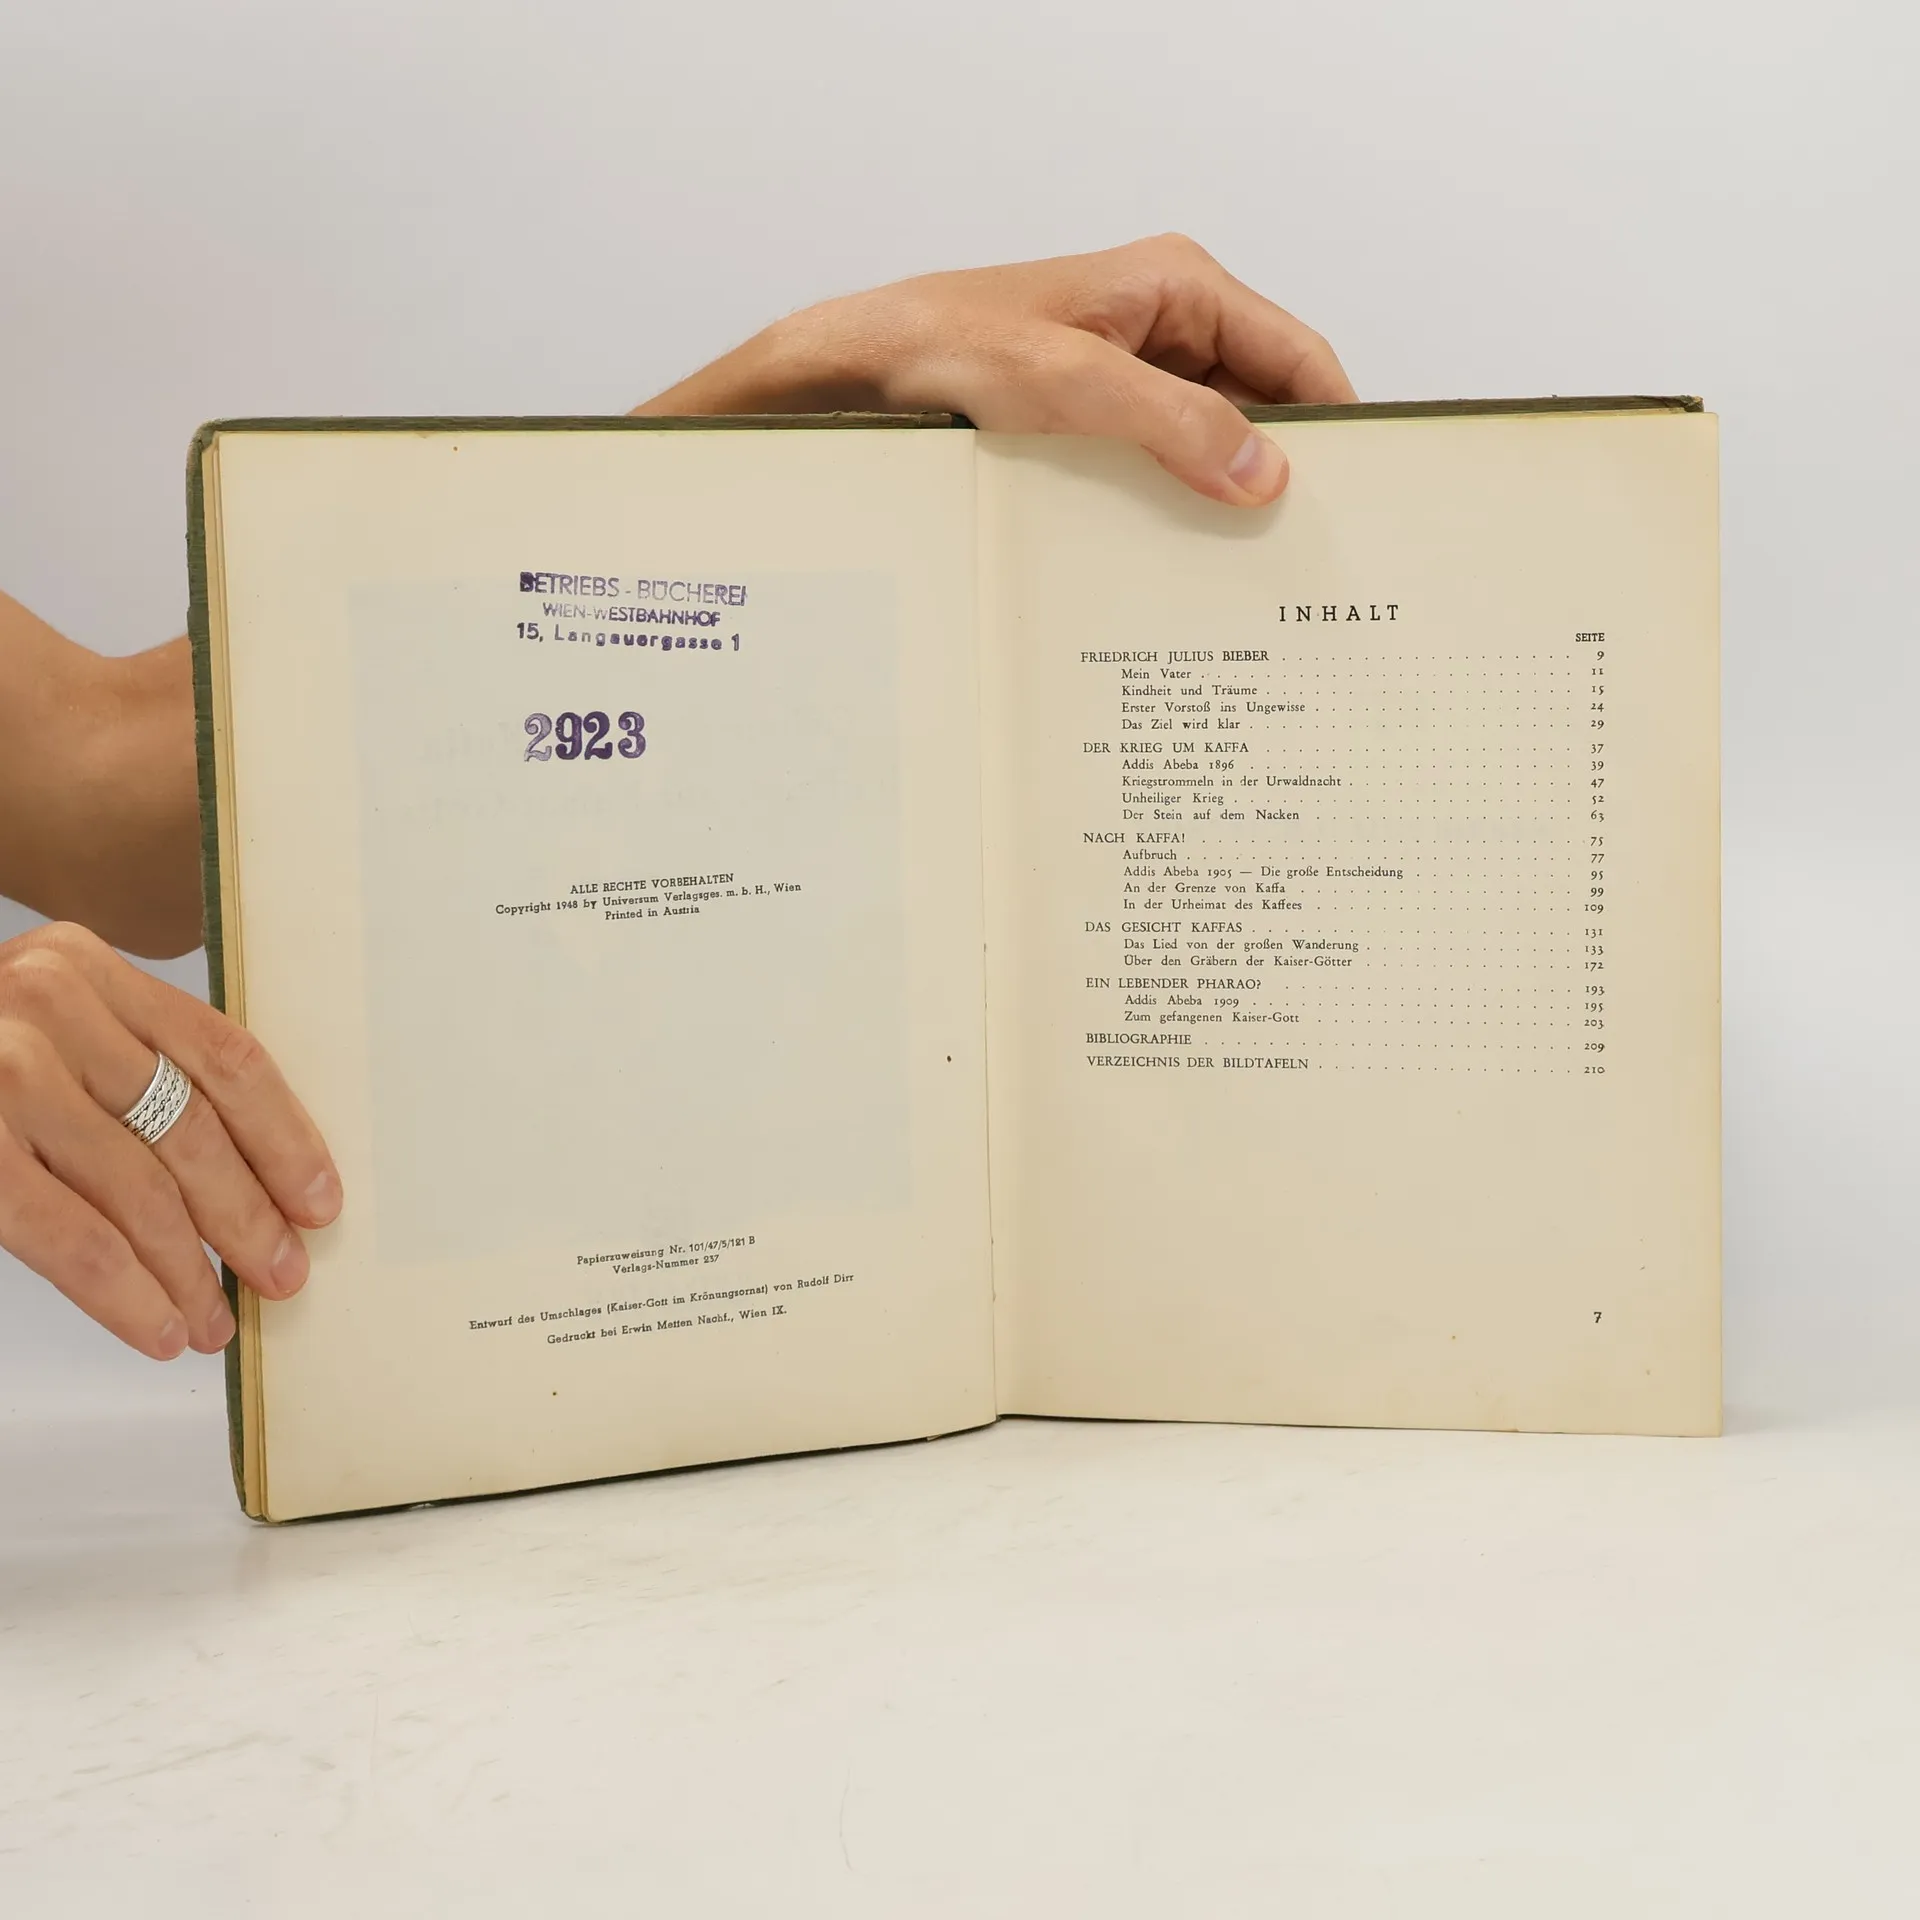 BETRIEBS - BÜCHEREI
WIEN-WESTBAHNHOF
15, Langauergasse 1
2923
ALLE RECHTE VORBEHALTEN
Copyright 1948 by Universum Verlagsges. m. b. H., Wien
Printed in Austria
Papierzuweisung Nr. 101/47/5/121 B
Verlags-Nummer 237
Entwurf des Umschlages (Kaiser-Gott im Krönungsornat) von Rudolf Dirr
Gedruckt bei Erwin Metten Nachf., Wien IX.
INHALT
SEITE
FRIEDRICH JULIUS BIEBER . . . . . . . . . . . . . . . . . . 9
Mein Vater . . . . . . . . . . . . . . . . . . . . 11
Kindheit und Träume . . . . . . . . . . . . . . . . . 15
Erster Vorstoß ins Ungewisse . . . . . . . . . . . . . . . 24
Das Ziel wird klar . . . . . . . . . . . . . . . . . . 29
DER KRIEG UM KAFFA . . . . . . . . . . . . . . . . . . 37
Addis Abeba 1896 . . . . . . . . . . . . . . . . . . 39
Kriegstrommeln in der Urwaldnacht . . . . . . . . . . . . . 47
Unheiliger Krieg . . . . . . . . . . . . . . . . . . . 52
Der Stein auf dem Nacken . . . . . . . . . . . . . . . 63
NACH KAFFA! . . . . . . . . . . . . . . . . . . . . 75
Aufbruch . . . . . . . . . . . . . . . . . . . . . 77
Addis Abeba 1905 — Die große Entscheidung . . . . . . . . . . 95
An der Grenze von Kaffa . . . . . . . . . . . . . . . . 99
In der Urheimat des Kaffees . . . . . . . . . . . . . . . 109
DAS GESICHT KAFFAS . . . . . . . . . . . . . . . . . . 131
Das Lied von der großen Wanderung . . . . . . . . . . . . 133
Über den Gräbern der Kaiser-Götter . . . . . . . . . . . . 172
EIN LEBENDER PHARAO? . . . . . . . . . . . . . . . . . 193
Addis Abeba 1909 . . . . . . . . . . . . . . . . . . 195
Zum gefangenen Kaiser-Gott . . . . . . . . . . . . . . . 203
BIBLIOGRAPHIE . . . . . . . . . . . . . . . . . . . . 209
VERZEICHNIS DER BILDTAFELN . . . . . . . . . . . . . . . 210
7